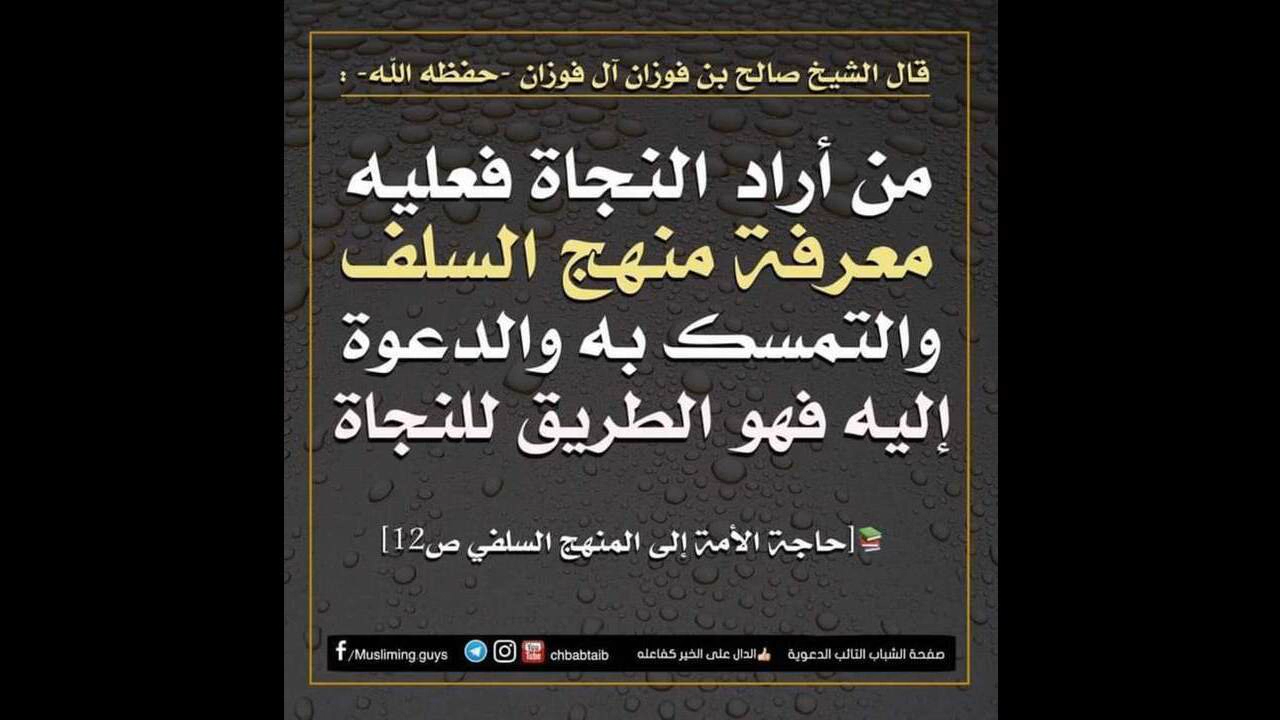 قال الشيخ صالح بن فوزان آل فوزان -حفظه الله- :
من أراد النجاة فعليه
معرفة منهج السلف
والتمسك به والدعوة
إليه فهو الطريق للنجاة
[حاجة الأمة إلى المنهج السلفي ص12]
صفحة الشباب التائب الدعوية الدال على الخير كفاعله chbabtaib You Tube f/Musliming.guys